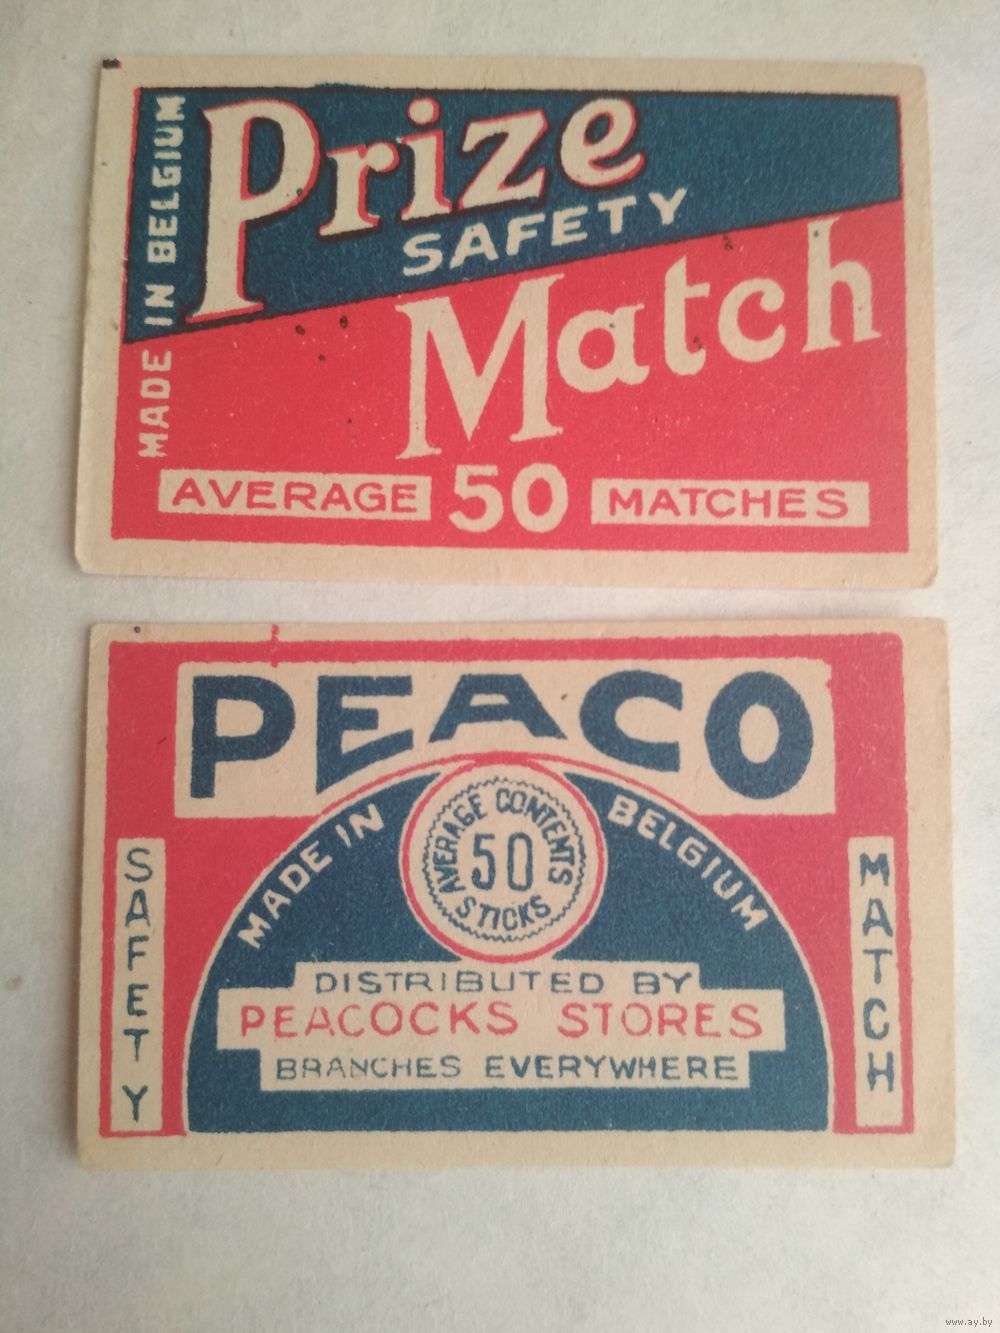 MADE IN BELGIUM
Prize
SAFETY
Match
AVERAGE 50 MATCHES
PEACO
MADE IN BELGIUM
AVERAGE CONTENTS
50
STICKS
SAFETY
MATCH
DISTRIBUTED BY
PEACOCKS STORES
BRANCHES EVERYWHERE
www.ay.by